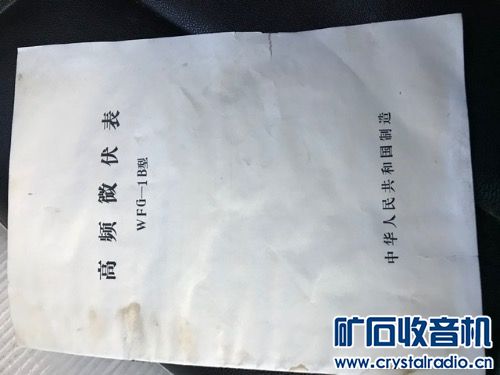 高频微伏表
WFG—1B型
中华人民共和国制造
矿石收音机
www.crystalradio.cn